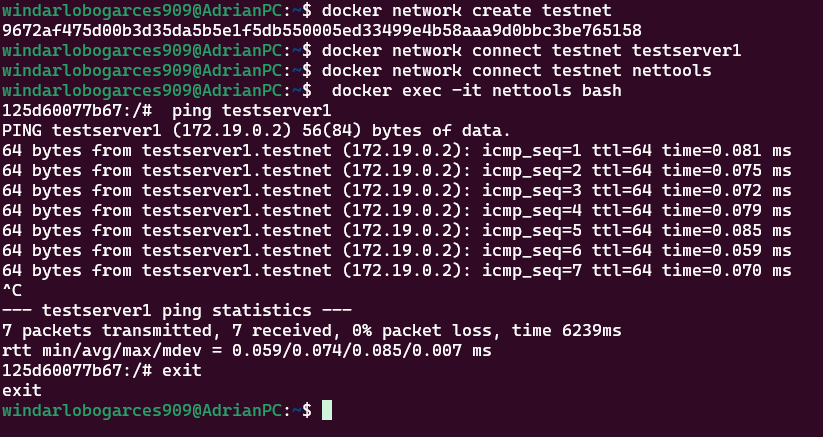 windarlobogarces909@AdrianPC:~$ docker network create testnet
9672af475d00b3d35da5b5e1f5db550005ed33499e4b58aaa9d0bbc3be765158
windarlobogarces909@AdrianPC:~$ docker network connect testnet testserver1
windarlobogarces909@AdrianPC:~$ docker network connect testnet nettools
windarlobogarces909@AdrianPC:~$  docker exec -it nettools bash
125d60077b67:/#  ping testserver1
PING testserver1 (172.19.0.2) 56(84) bytes of data.
64 bytes from testserver1.testnet (172.19.0.2): icmp_seq=1 ttl=64 time=0.081 ms
64 bytes from testserver1.testnet (172.19.0.2): icmp_seq=2 ttl=64 time=0.075 ms
64 bytes from testserver1.testnet (172.19.0.2): icmp_seq=3 ttl=64 time=0.072 ms
64 bytes from testserver1.testnet (172.19.0.2): icmp_seq=4 ttl=64 time=0.079 ms
64 bytes from testserver1.testnet (172.19.0.2): icmp_seq=5 ttl=64 time=0.085 ms
64 bytes from testserver1.testnet (172.19.0.2): icmp_seq=6 ttl=64 time=0.059 ms
64 bytes from testserver1.testnet (172.19.0.2): icmp_seq=7 ttl=64 time=0.070 ms
^C
--- testserver1 ping statistics ---
7 packets transmitted, 7 received, 0% packet loss, time 6239ms
rtt min/avg/max/mdev = 0.059/0.074/0.085/0.007 ms
125d60077b67:/# exit
exit
windarlobogarces909@AdrianPC:~$